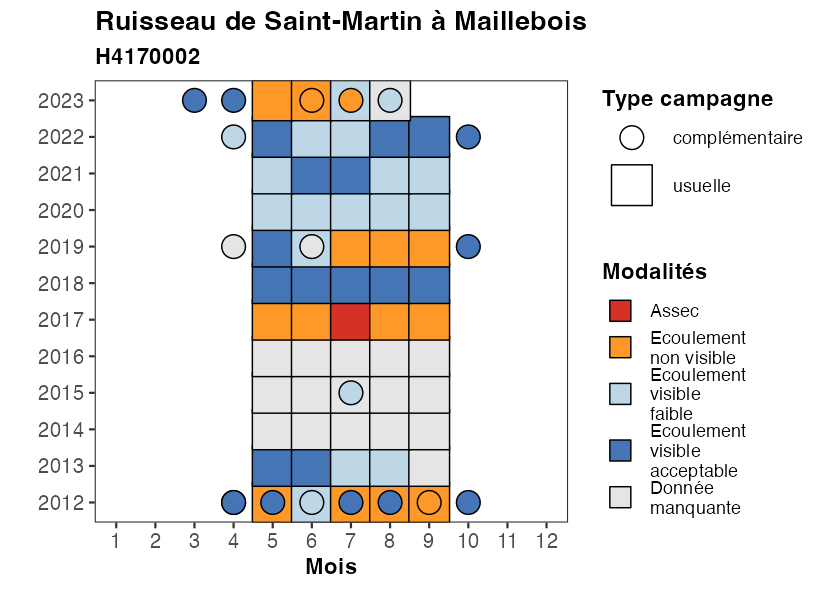 Ruisseau de Saint-Martin à Maillebois
H4170002
2023
2022
2021
2020
2019
2018
2017
2016
2015
2014
2013
2012
1 2 3 4 5 6 7 8 9 10 11 12
Mois
Type campagne
complémentaire
usuelle
Modalités
Assec
Ecoulement
non visible
Ecoulement
visible
faible
Ecoulement
visible
acceptable
Donnée
manquante